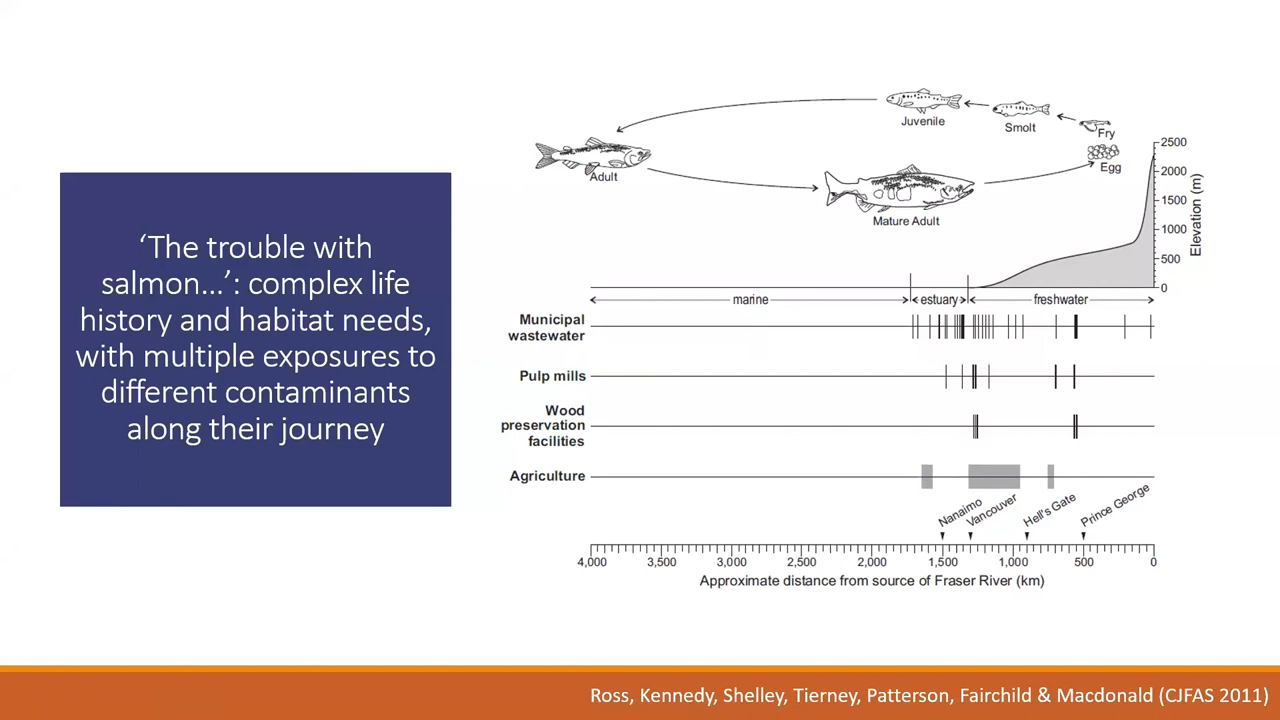 ‘The trouble with
salmon…’: complex life
history and habitat needs,
with multiple exposures to
different contaminants
along their journey
Juvenile
Smolt
Fry
Egg
Adult
Mature Adult
2500
2000
1500
1000
500
0
Elevation (m)
marine
estuary
freshwater
Municipal
wastewater
Pulp mills
Wood
preservation
facilities
Agriculture
Nanaimo
Vancouver
Hell's Gate
Prince George
4,000 3,500 3,000 2,500 2,000 1,500 1,000 500 0
Approximate distance from source of Fraser River (km)
Ross, Kennedy, Shelley, Tierney, Patterson, Fairchild & Macdonald (CJFAS 2011)